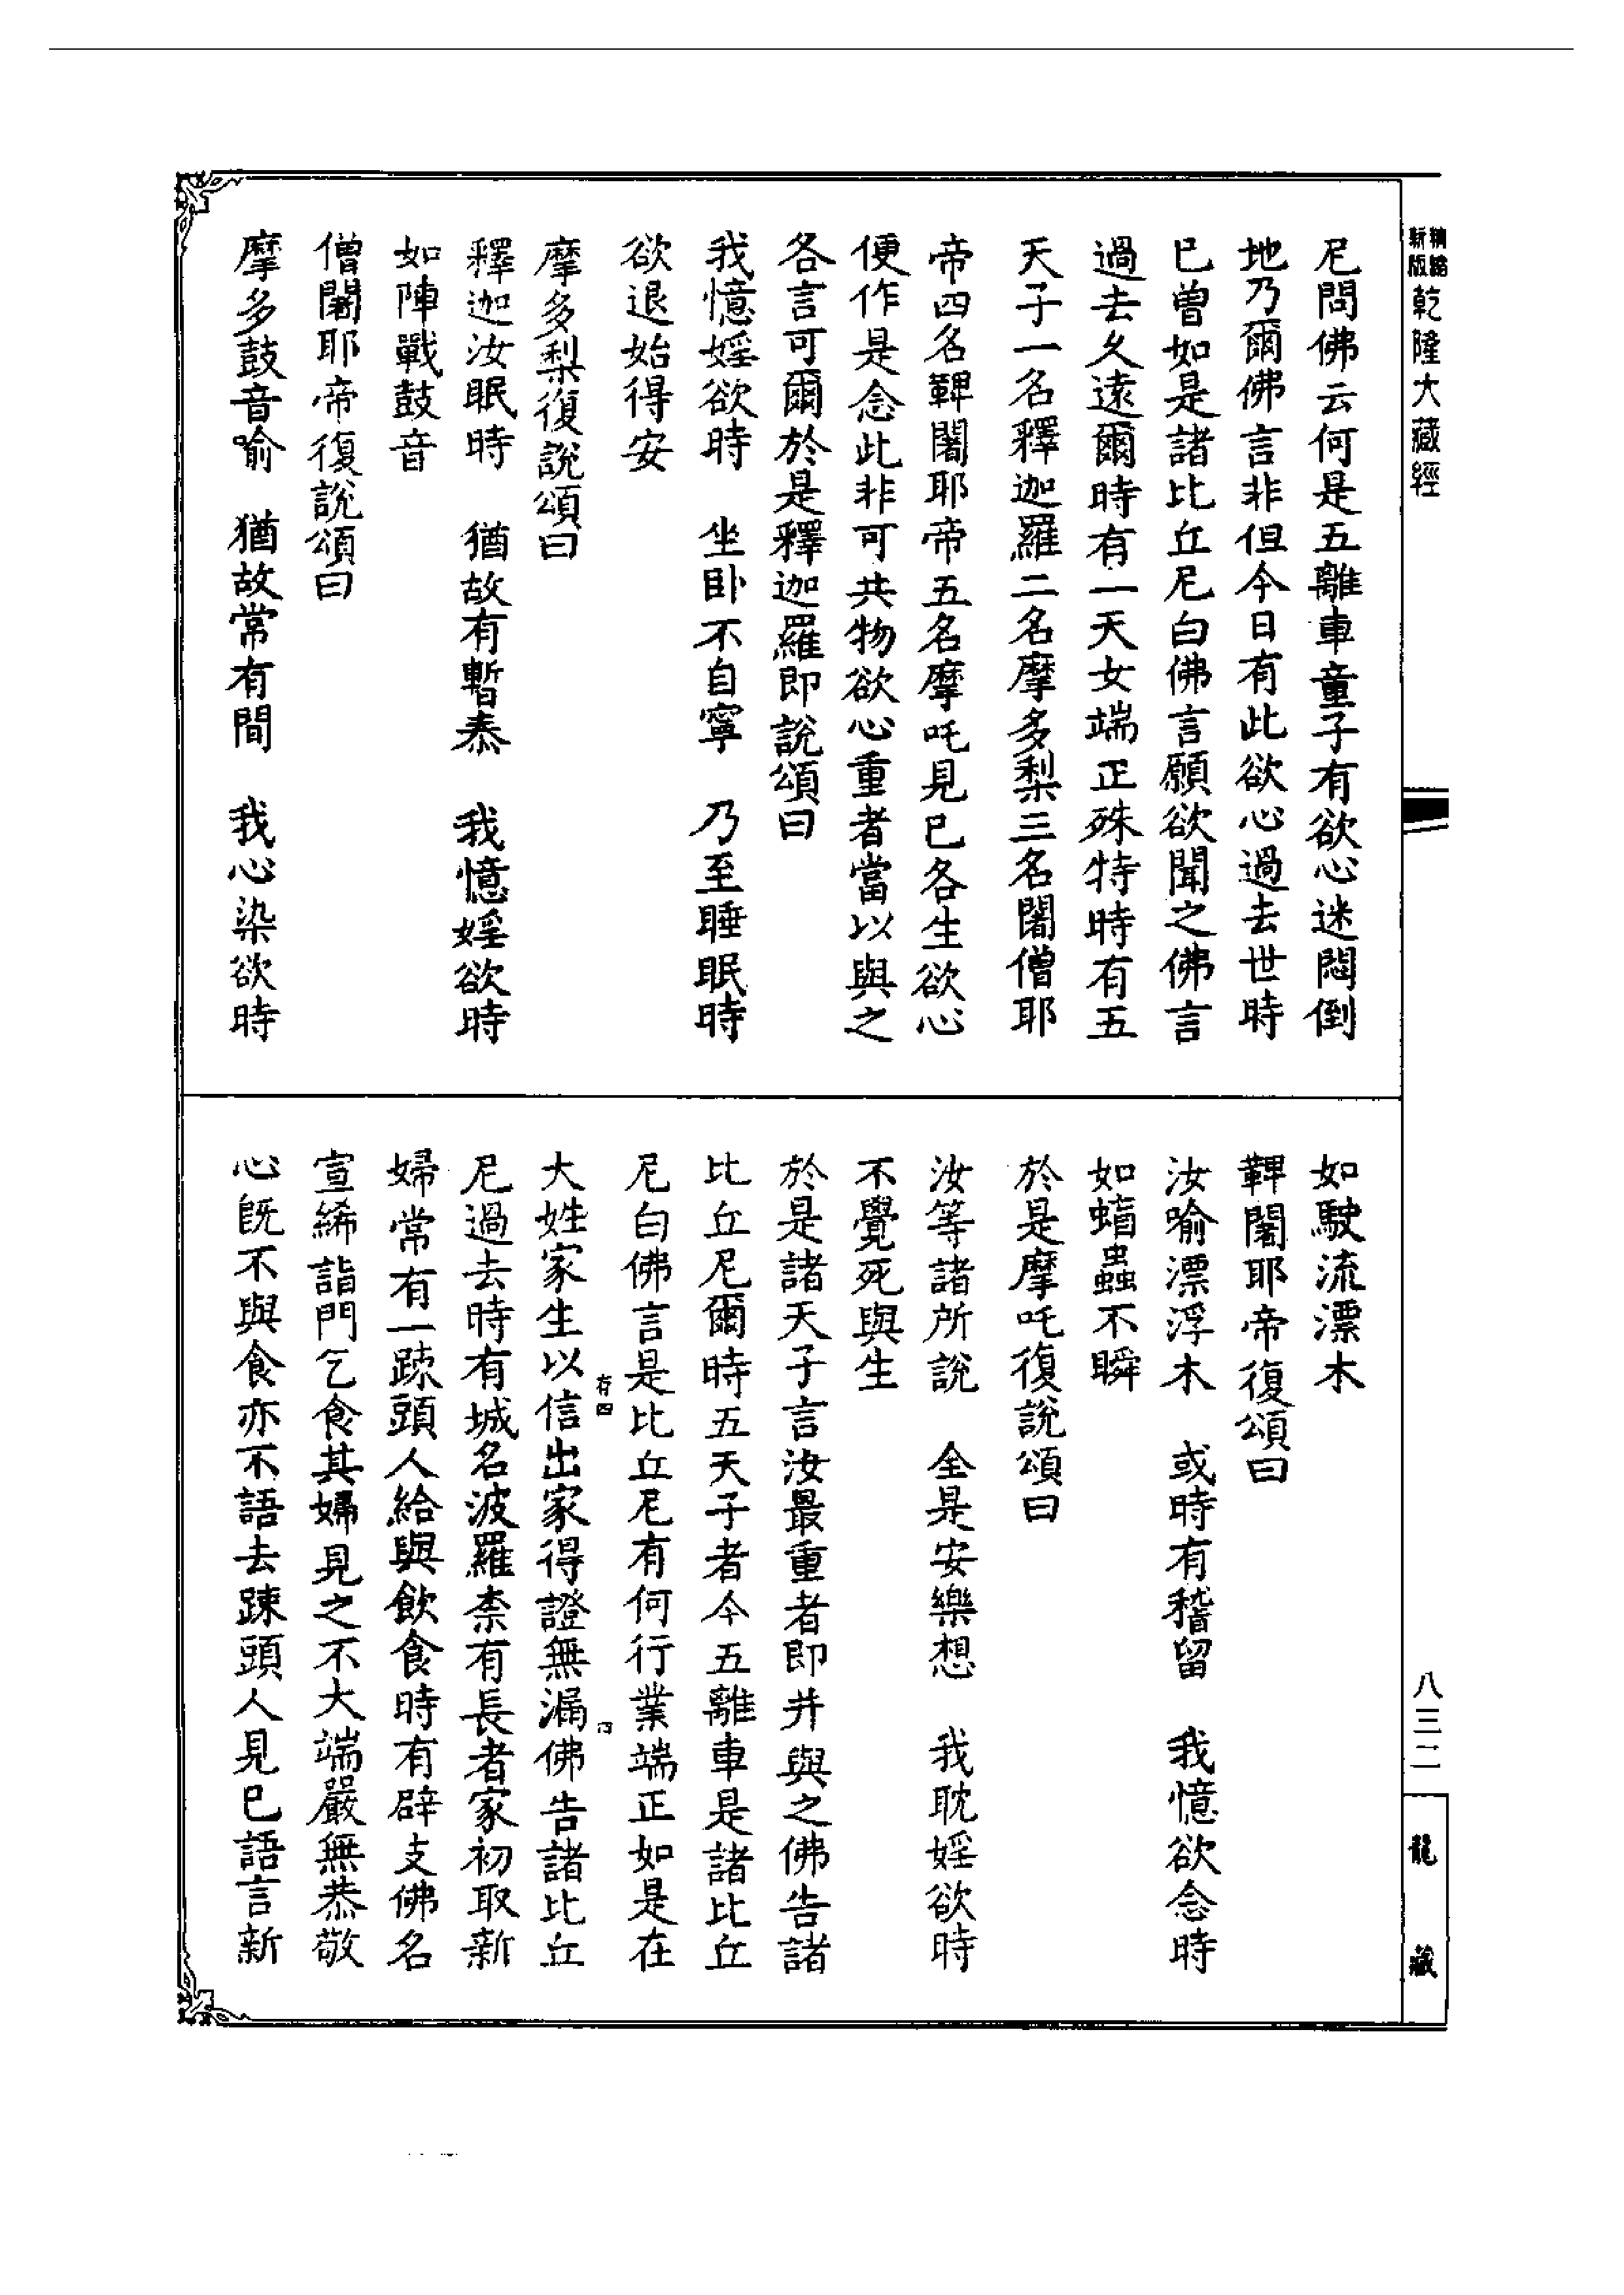 精縮新版乾隆大藏經
尼問佛云何是五離車童子有欲心迷悶倒
地乃爾佛言非但今日有此欲心過去世時
已曾如是諸比丘尼白佛言願欲聞之佛言
過去久遠爾時有一天女端正殊特時有五
天子一名釋迦羅二名摩多梨三名闍僧耶
帝四名鞞闍耶帝五名摩吒見已各生欲心
便作是念此非可共物欲心重者當以與之
各言可爾於是釋迦羅即說頌曰
我憶婬欲時　坐卧不自寧　乃至睡眠時
欲退始得安
摩多梨復說頌曰
釋迦汝眠時　猶故有暫泰　我憶婬欲時
如陣戰鼓音
僧闍耶帝復說頌曰
摩多鼓音喻　猶故常有間　我心染欲時
如駛流漂木
鞞闍耶帝復頌曰
汝喻漂浮木　或時有稽留　我憶欲念時
如蝔蟲不瞬
於是摩吒復說頌曰
汝等諸所說　全是安樂想　我耽婬欲時
不覺死與生
於是諸天子言汝最重者即并與之佛告諸
比丘尼爾時五天子者今五離車是諸比丘
尼白佛言是比丘尼有何行業端正如是在
大姓家生以信出家得證無漏佛告諸比丘
尼過去時有城名波羅柰有長者家初取新
婦常有一踈頭人給與飲食時有辟支佛名
宣絺詣門乞食其婦見之不大端嚴無恭敬
心旣不與食亦不語去踈頭人見已語言新
八三二
龍藏